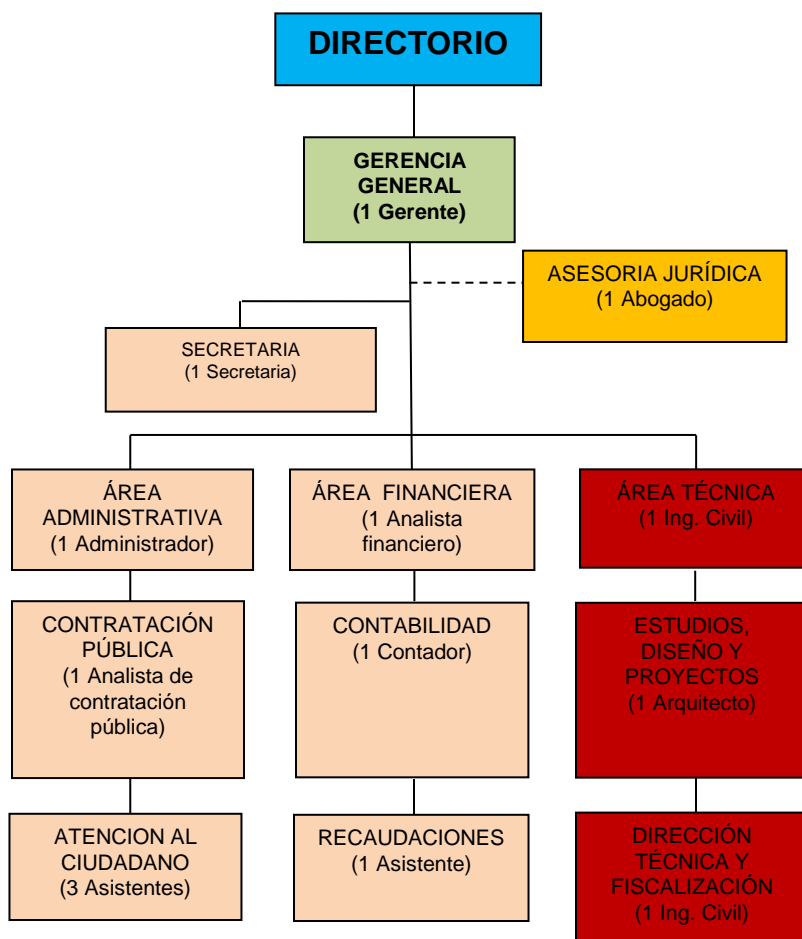 DIRECTORIO
GERENCIA
GENERAL
(1 Gerente)
ASESORIA JURÍDICA
(1 Abogado)
SECRETARIA
(1 Secretaria)
ÁREA
ADMINISTRATIVA
(1 Administrador)
ÁREA FINANCIERA
(1 Analista
financiero)
ÁREA TÉCNICA
(1 Ing. Civil)
CONTRATACIÓN
PÚBLICA
(1 Analista de
contratación
pública)
CONTABILIDAD
(1 Contador)
ESTUDIOS,
DISEÑO Y
PROYECTOS
(1 Arquitecto)
ATENCION AL
CIUDADANO
(3 Asistentes)
RECAUDACIONES
(1 Asistente)
DIRECCIÓN
TÉCNICA Y
FISCALIZACIÓN
(1 Ing. Civil)